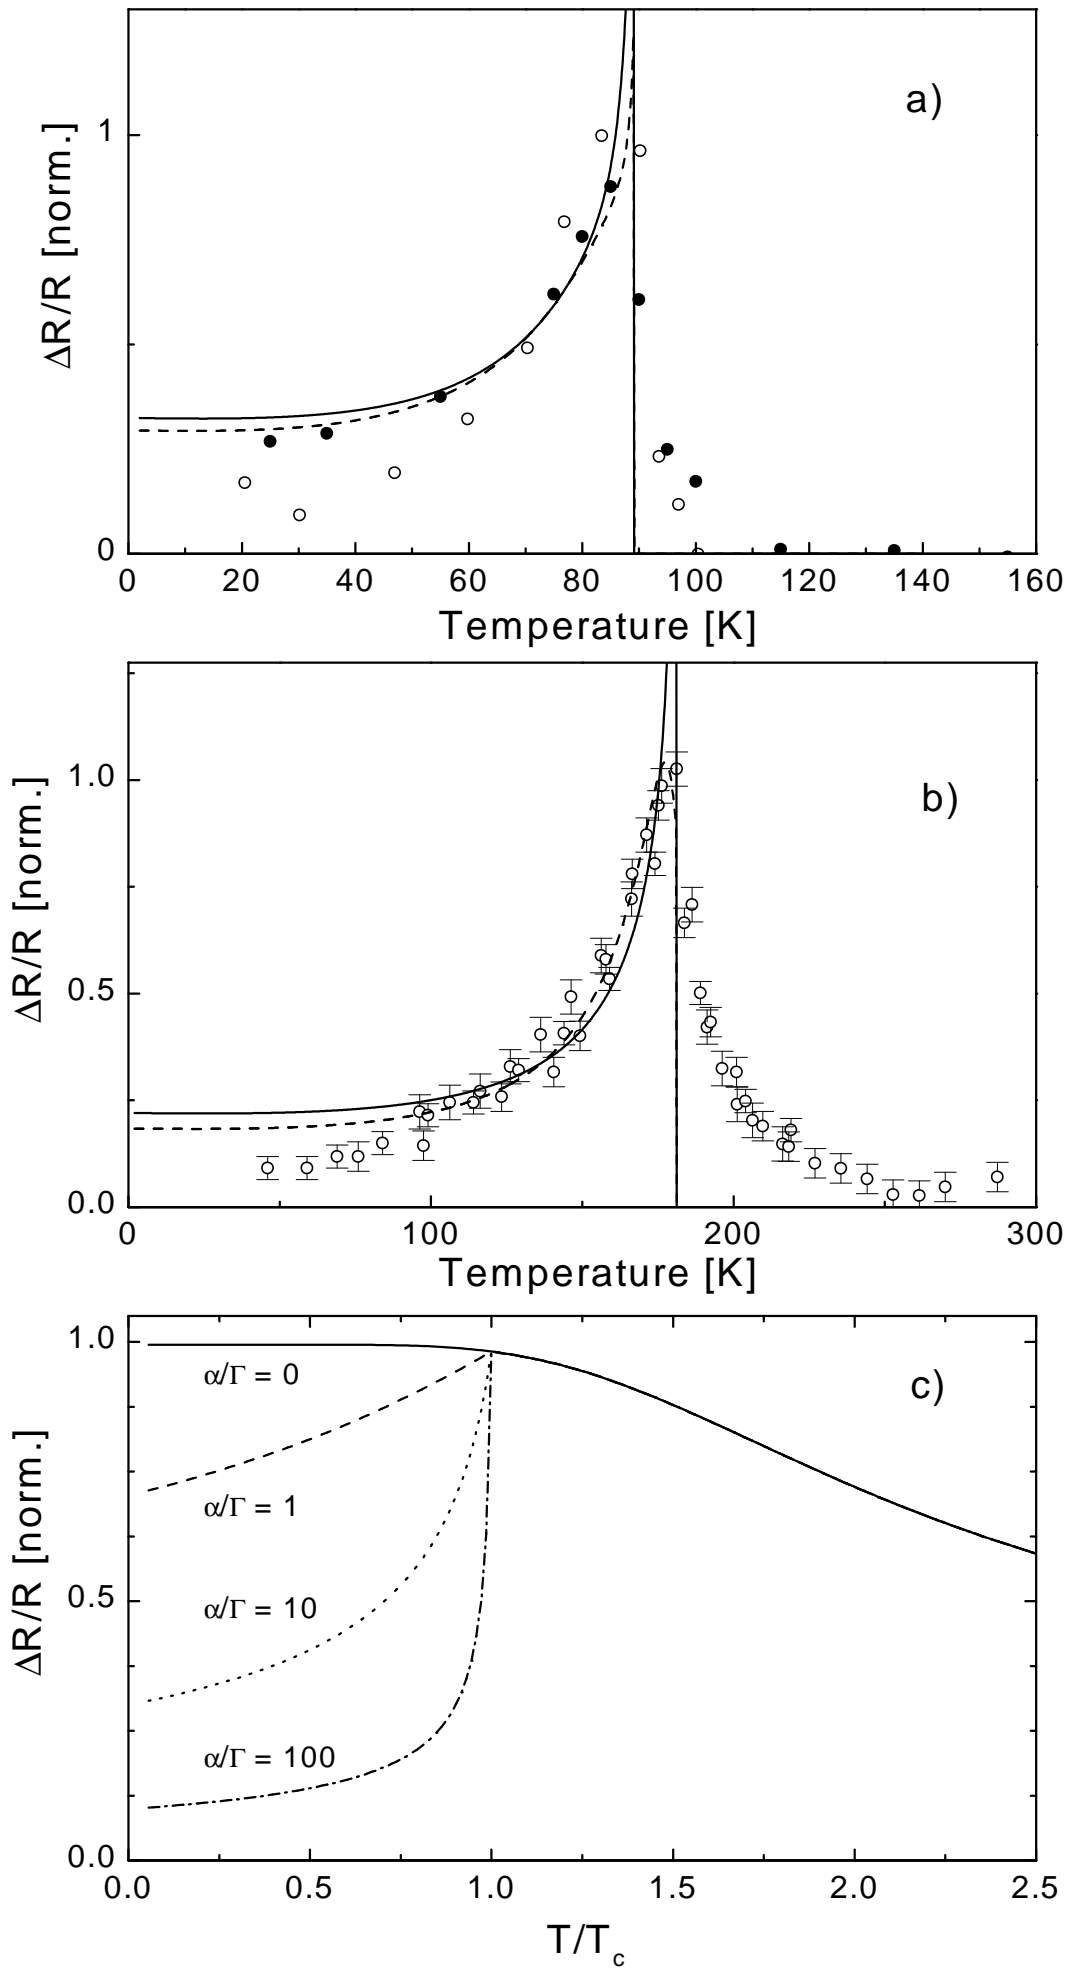 a)
ΔR/R [norm.]
1
0
0 20 40 60 80 100 120 140 160
Temperature [K]
b)
ΔR/R [norm.]
1.0
0.5
0.0
0 100 200 300
Temperature [K]
c)
ΔR/R [norm.]
1.0
α/Γ = 0
α/Γ = 1
0.5
α/Γ = 10
α/Γ = 100
0.0
0.0 0.5 1.0 1.5 2.0 2.5
T/Tc